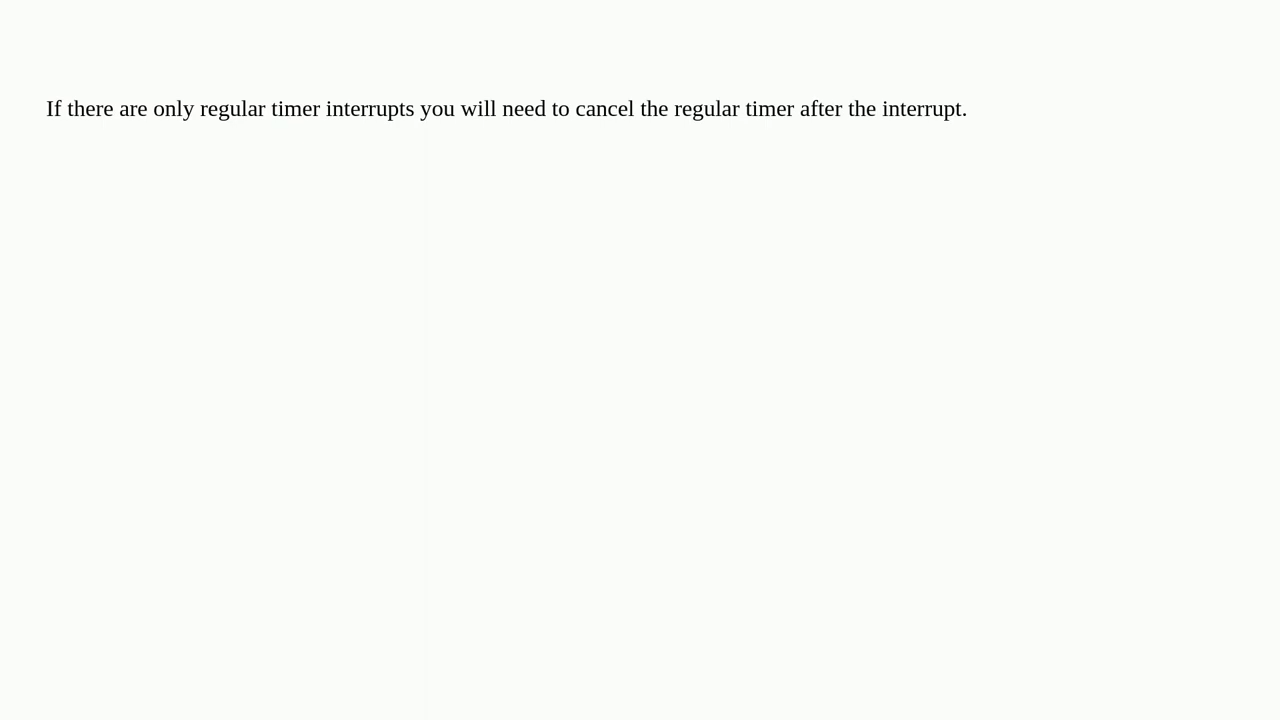 If there are only regular timer interrupts you will need to cancel the regular timer after the interrupt.